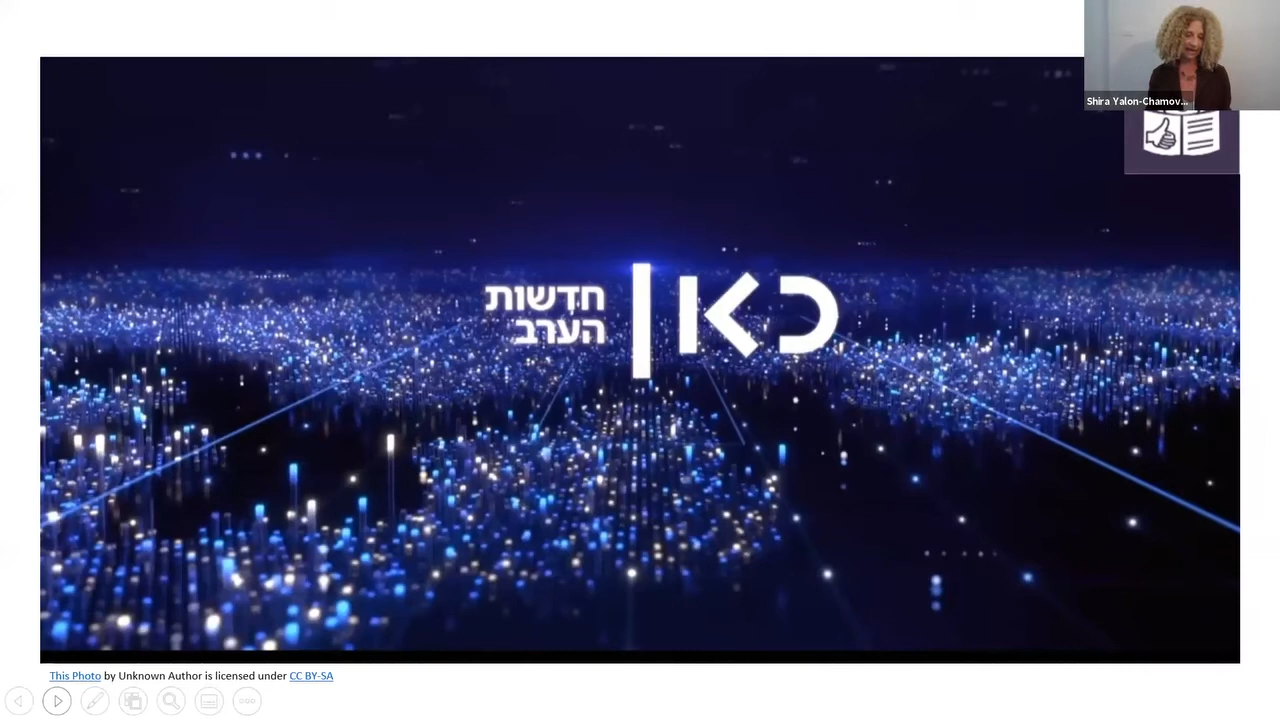 Shira Yalon-Chamov...
כאן
חדשות
הערב
This Photo by Unknown Author is licensed under CC BY-SA